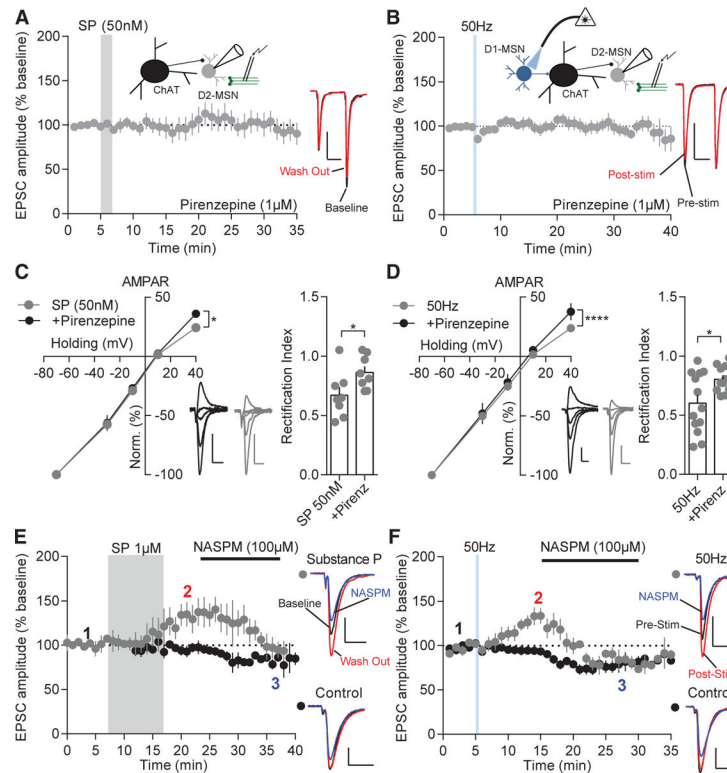 A
SP (50nM)
EPSC amplitude (% baseline)
200
150
100
50
0
ChAT
D2-MSN
Wash Out
Baseline
Pirenzepine (1µM)
0 5 10 15 20 25 30 35
Time (min)
B
50Hz
EPSC amplitude (% baseline)
200
150
100
50
0
D1-MSN
D2-MSN
ChAT
Post-stim
Pre-stim
Pirenzepine (1µM)
0 10 20 30 40
Time (min)
C
AMPAR
SP (50nM)
+Pirenzepine
50
*
Holding (mV)
-80 -60 -40 -20 0 20 40
Norm. (%)
-50
-100
Rectification Index
1.5
1.0
0.5
0.0
*
SP 50nM
+Pirenz
D
AMPAR
50Hz
+Pirenzepine
50
****
Holding (mV)
-80 -60 -40 -20 0 20 40
Norm. (%)
-50
-100
Rectification Index
1.5
1.0
0.5
0.0
*
50Hz
+Pirenz
E
SP 1µM
NASPM (100µM)
EPSC amplitude (% baseline)
200
150
100
50
0
1
2
3
0 5 10 15 20 25 30 35 40
Time (min)
Substance P
NASPM
Baseline
Wash Out
Control
F
50Hz
NASPM (100µM)
EPSC amplitude (% baseline)
200
150
100
50
0
1
2
3
0 5 10 15 20 25 30 35
Time (min)
50Hz
NASPM
Pre-Stim
Post-Sti
Control